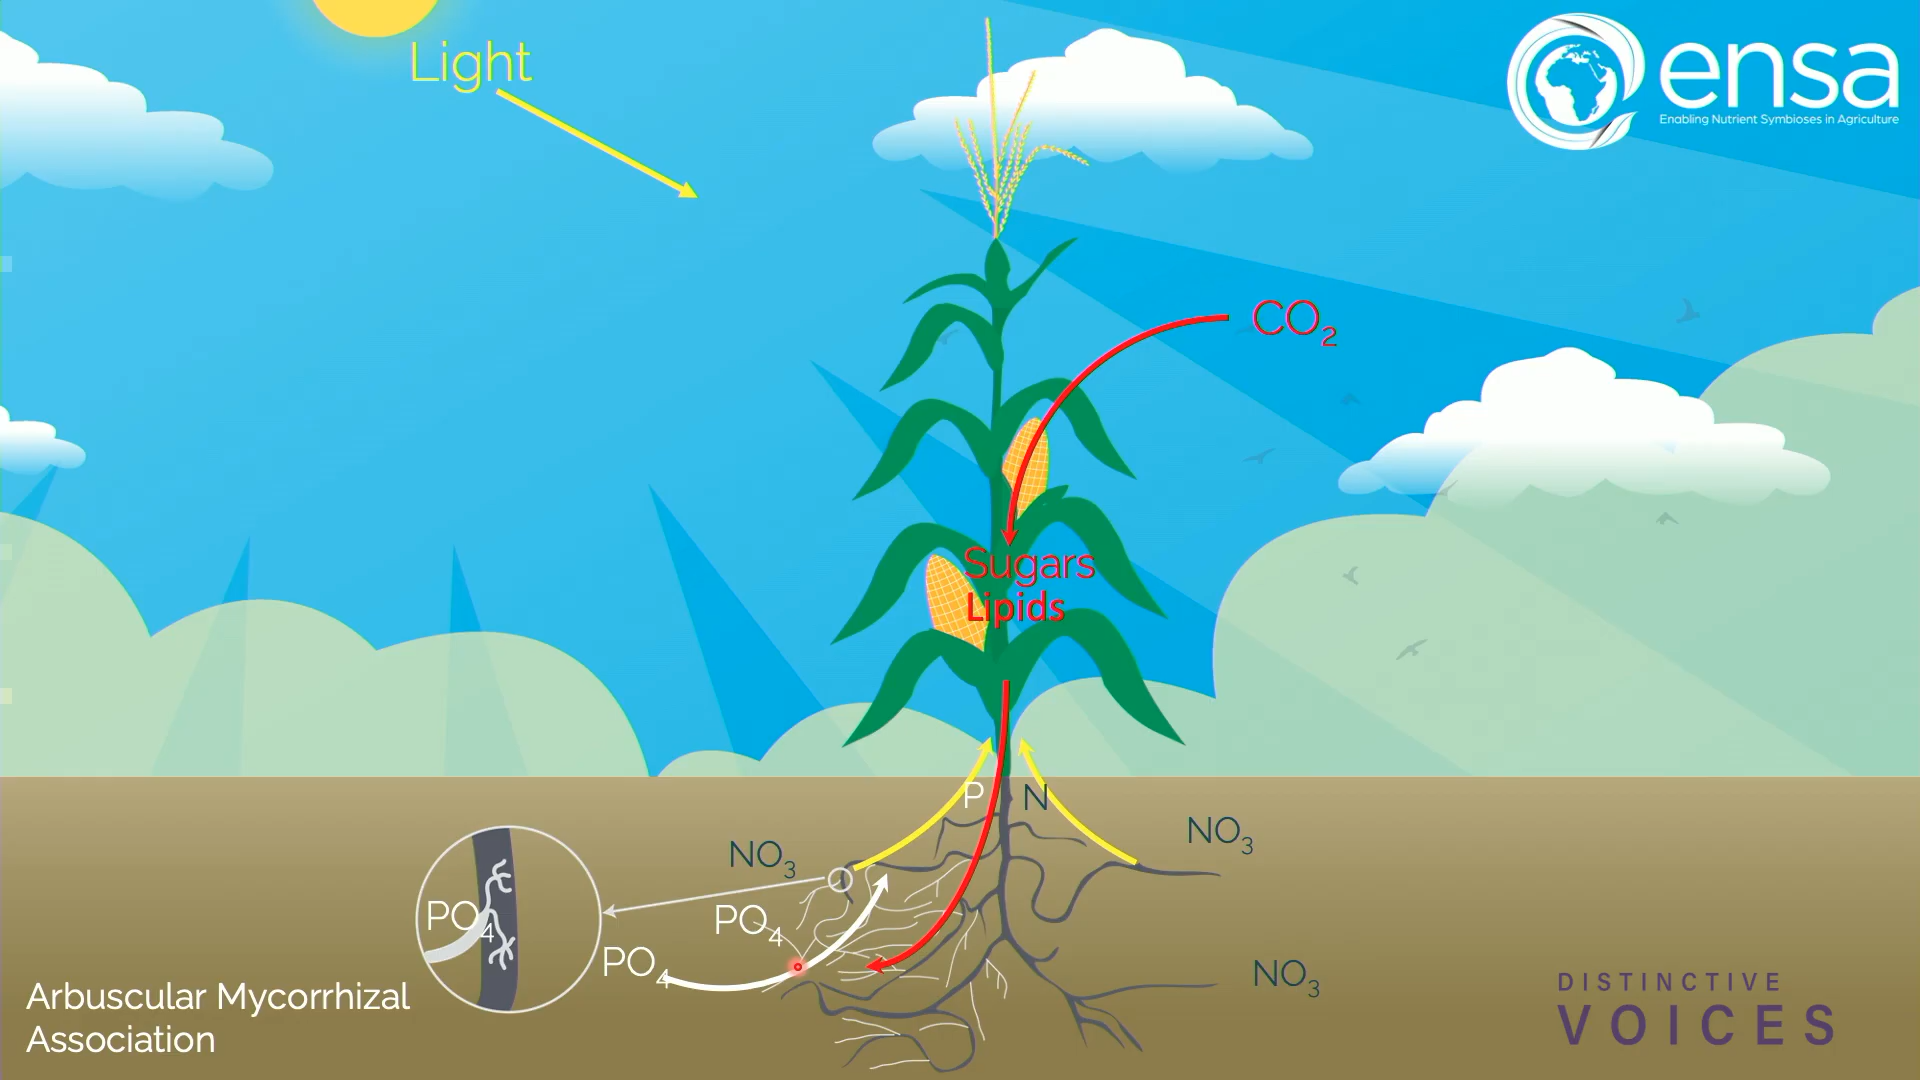 Light
ensa
Enabling Nutrient Symbioses in Agriculture
CO₂
Sugars
Lipids
P
N
NO₃
NO₃
PO₄
PO₄
PO₄
NO₃
Arbuscular Mycorrhizal
Association
DISTINCTIVE
VOICES